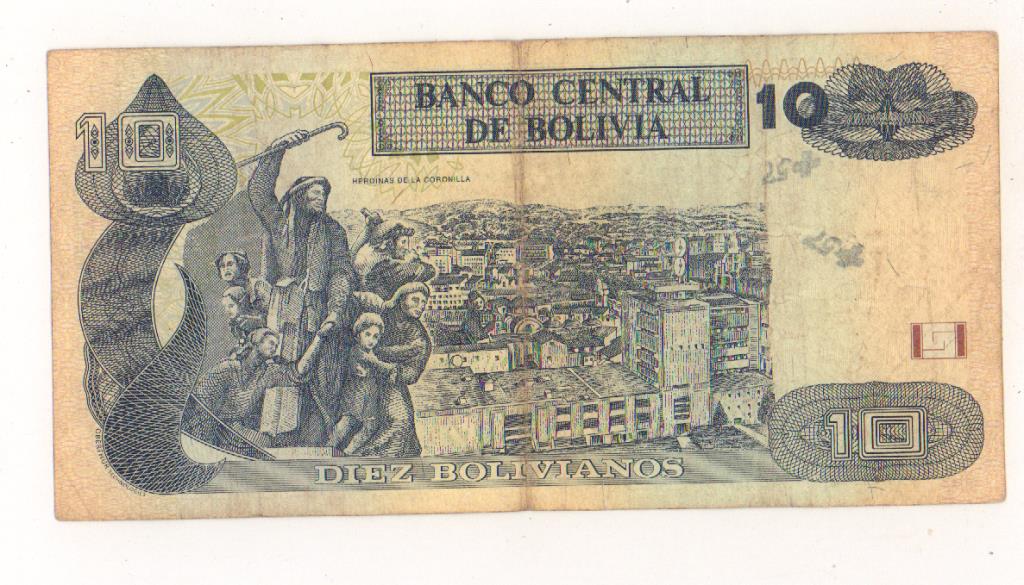 BANCO CENTRAL
DE BOLIVIA
10
10
HEROINAS DE LA CORONILLA
10
DIEZ BOLIVIANOS